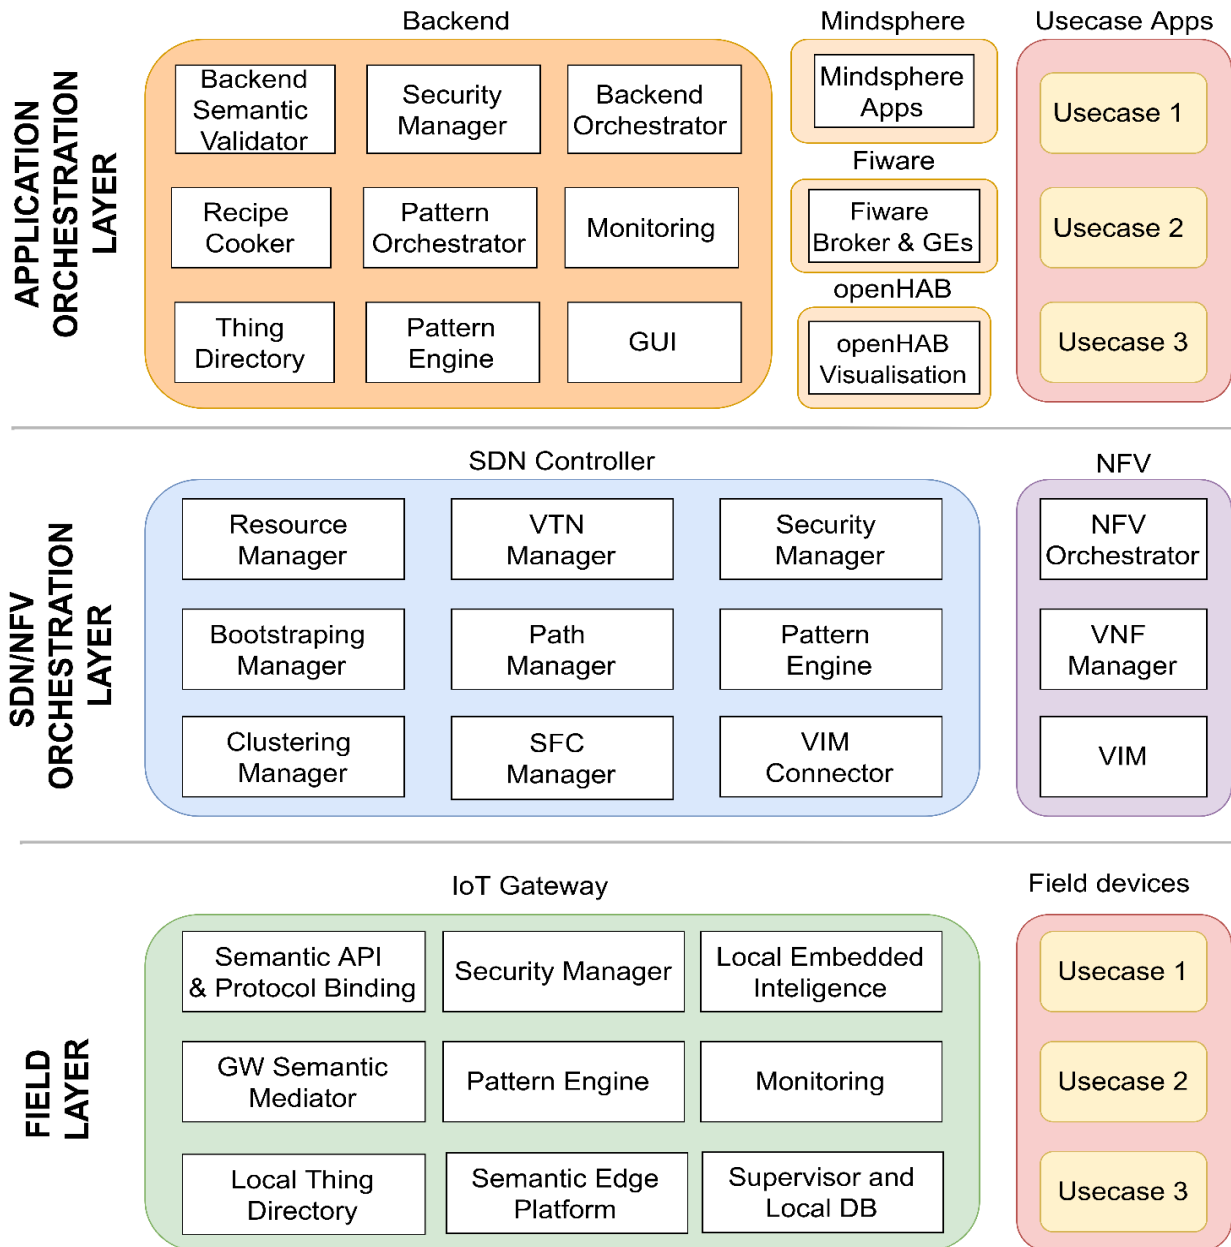 APPLICATION
ORCHESTRATION
LAYER
Backend
Backend
Semantic
Validator
Security
Manager
Backend
Orchestrator
Recipe
Cooker
Pattern
Orchestrator
Monitoring
Thing
Directory
Pattern
Engine
GUI
Mindsphere
Mindsphere
Apps
Fiware
Fiware
Broker & GEs
openHAB
openHAB
Visualisation
Usecase Apps
Usecase 1
Usecase 2
Usecase 3
SDN/NFV
ORCHESTRATION
LAYER
SDN Controller
Resource
Manager
VTN
Manager
Security
Manager
Bootstraping
Manager
Path
Manager
Pattern
Engine
Clustering
Manager
SFC
Manager
VIM
Connector
NFV
NFV
Orchestrator
VNF
Manager
VIM
FIELD
LAYER
IoT Gateway
Semantic API
& Protocol Binding
Security Manager
Local Embedded
Inteligence
GW Semantic
Mediator
Pattern Engine
Monitoring
Local Thing
Directory
Semantic Edge
Platform
Supervisor and
Local DB
Field devices
Usecase 1
Usecase 2
Usecase 3